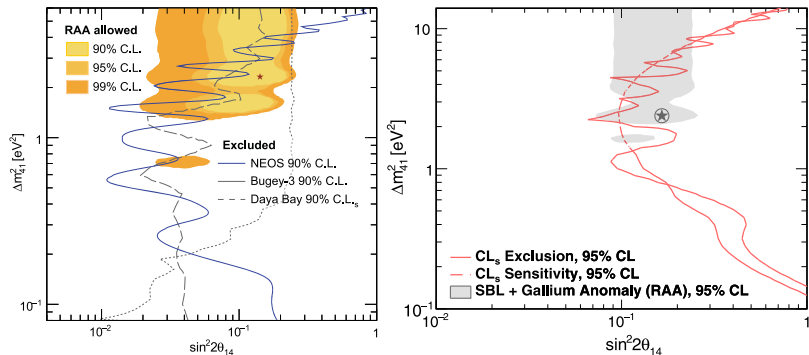 RAA allowed
90% C.L.
95% C.L.
99% C.L.
Excluded
NEOS 90% C.L.
Bugey-3 90% C.L.
Daya Bay 90% C.L.ₛ
Δm²₄₁ [eV²]
1
10⁻¹
10⁻²
10⁻¹
1
sin²2θ₁₄
10
1
10⁻¹
Δm²₄₁ [eV²]
CLₛ Exclusion, 95% CL
CLₛ Sensitivity, 95% CL
SBL + Gallium Anomaly (RAA), 95% CL
10⁻²
10⁻¹
1
sin²2θ₁₄